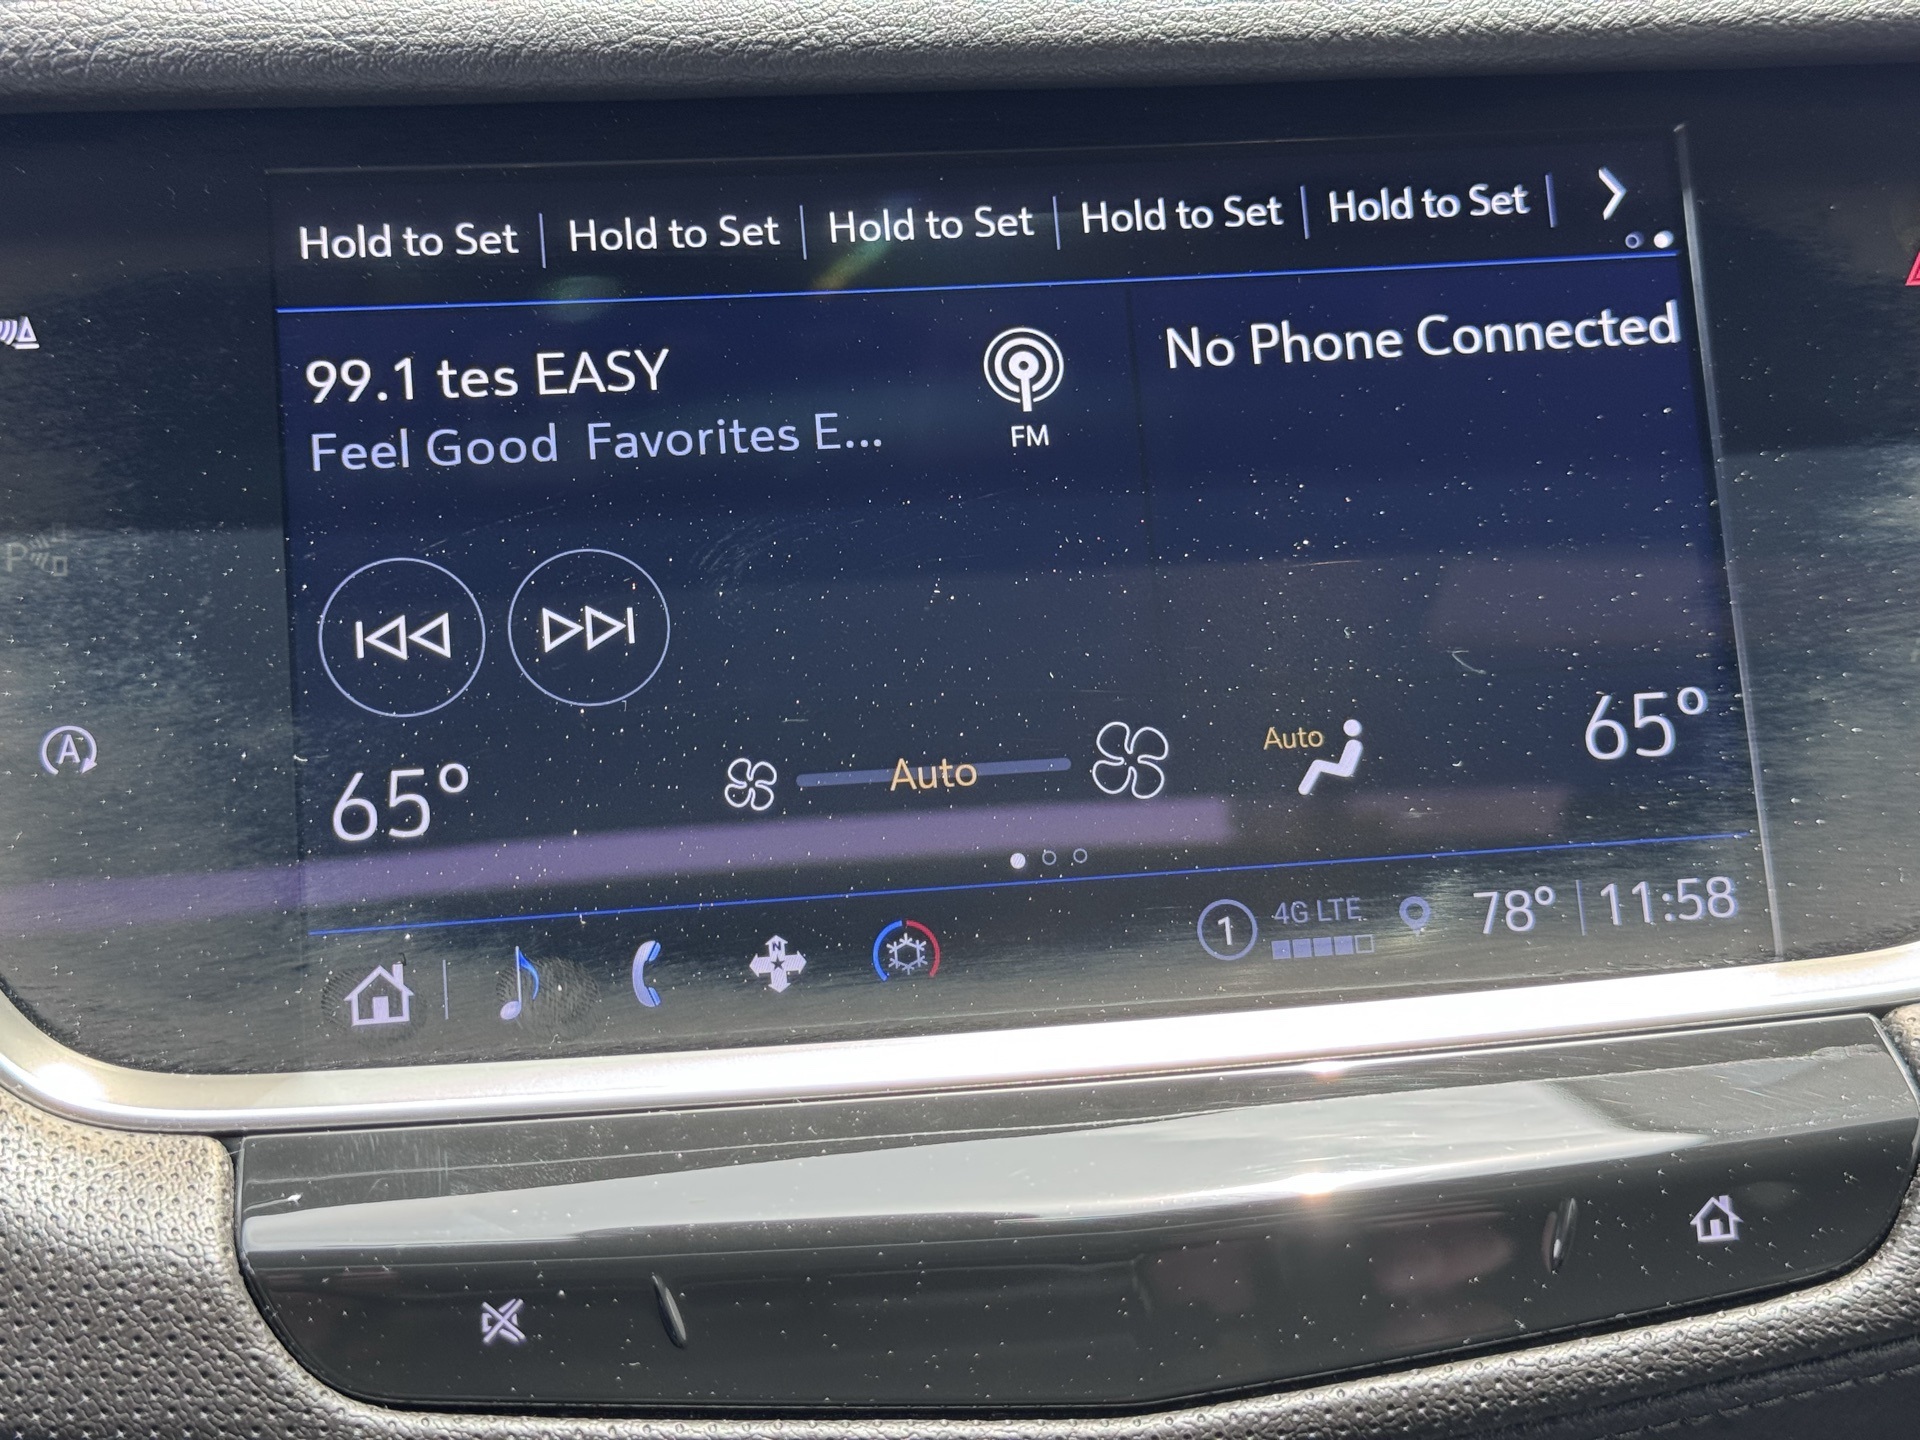 Hold to Set Hold to Set Hold to Set Hold to Set Hold to Set
99.1 tes EASY
Feel Good Favorites E...
FM
No Phone Connected
65° Auto Auto 65°
1 4G LTE 78° 11:58
N
A
P